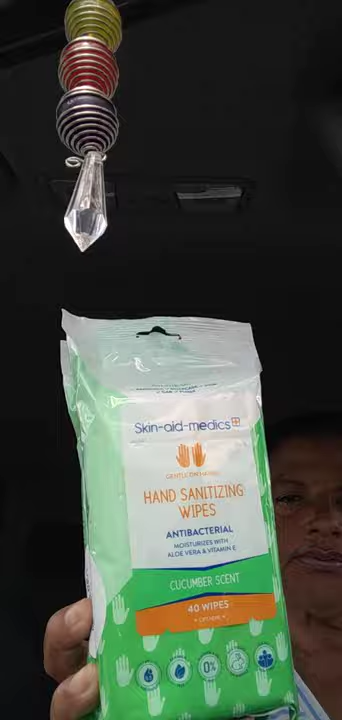 Skin-aid-medics
GENTLE ON HANDS
HAND SANITIZING
WIPES
ANTIBACTERIAL
MOISTURIZES WITH
ALOE VERA & VITAMIN E
CUCUMBER SCENT
40 WIPES
0%